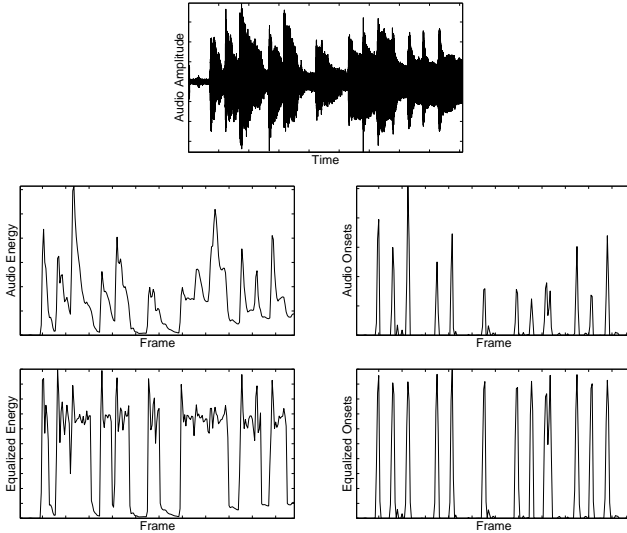 Audio Amplitude
Time
Audio Energy
Frame
Audio Onsets
Frame
Equalized Energy
Frame
Equalized Onsets
Frame